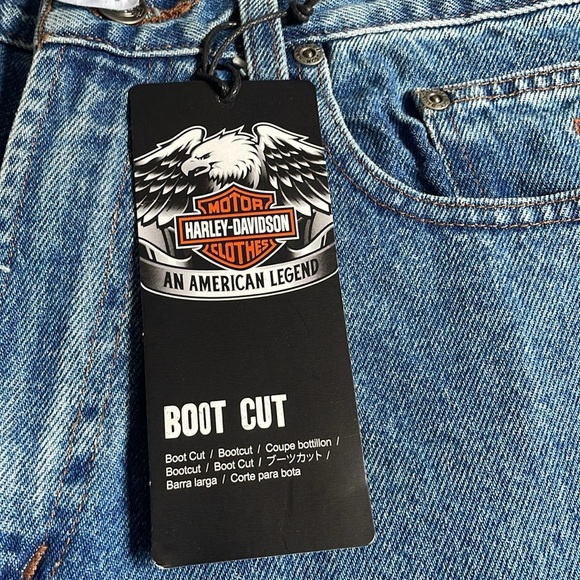 MOTOR
HARLEY-DAVIDSON
CLOTHES
AN AMERICAN LEGEND
BOOT CUT
Boot Cut / Bootcut / Coupe bottillon /
Bootcut / Boot Cut / ブーツカット /
Barra larga / Corte para bota